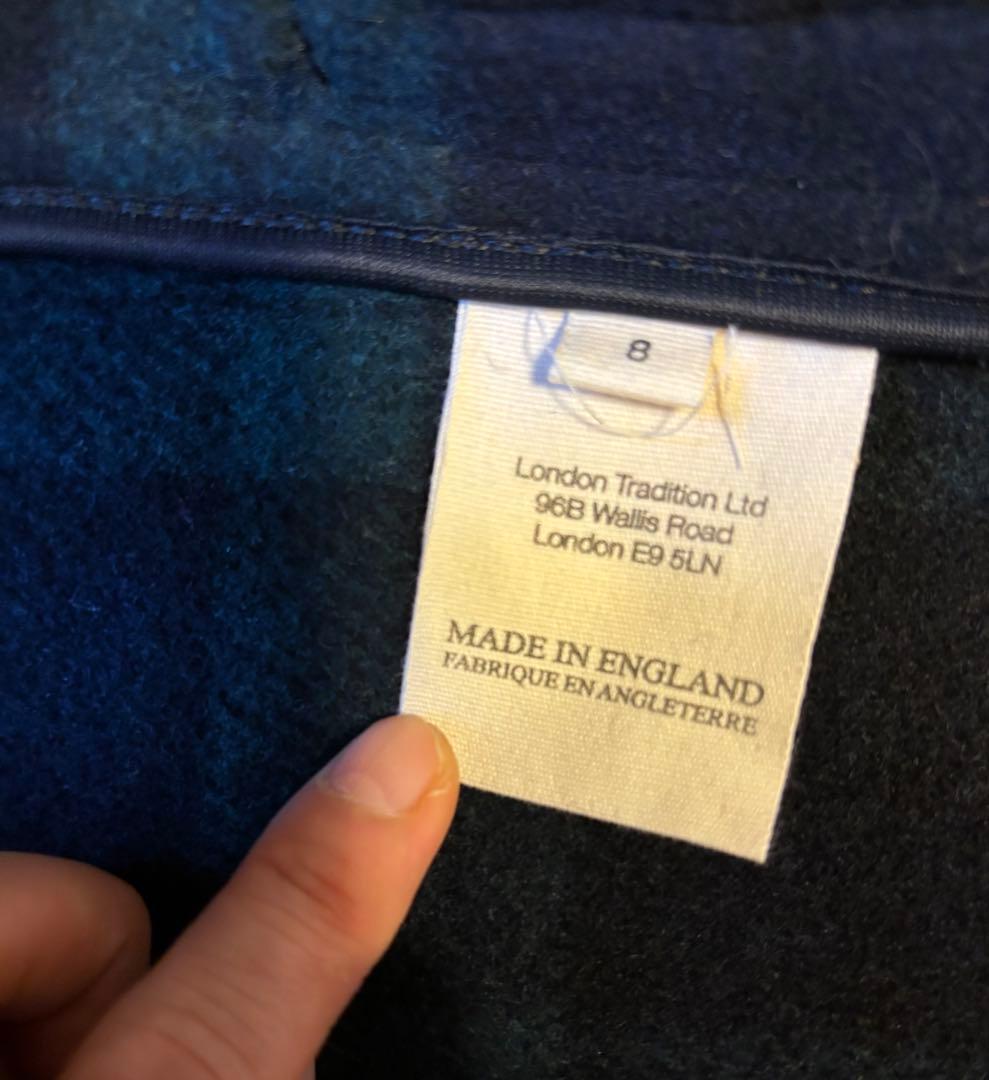 8
London Tradition Ltd
96B Wallis Road
London E9 5LN
MADE IN ENGLAND
FABRIQUE EN ANGLETERRE